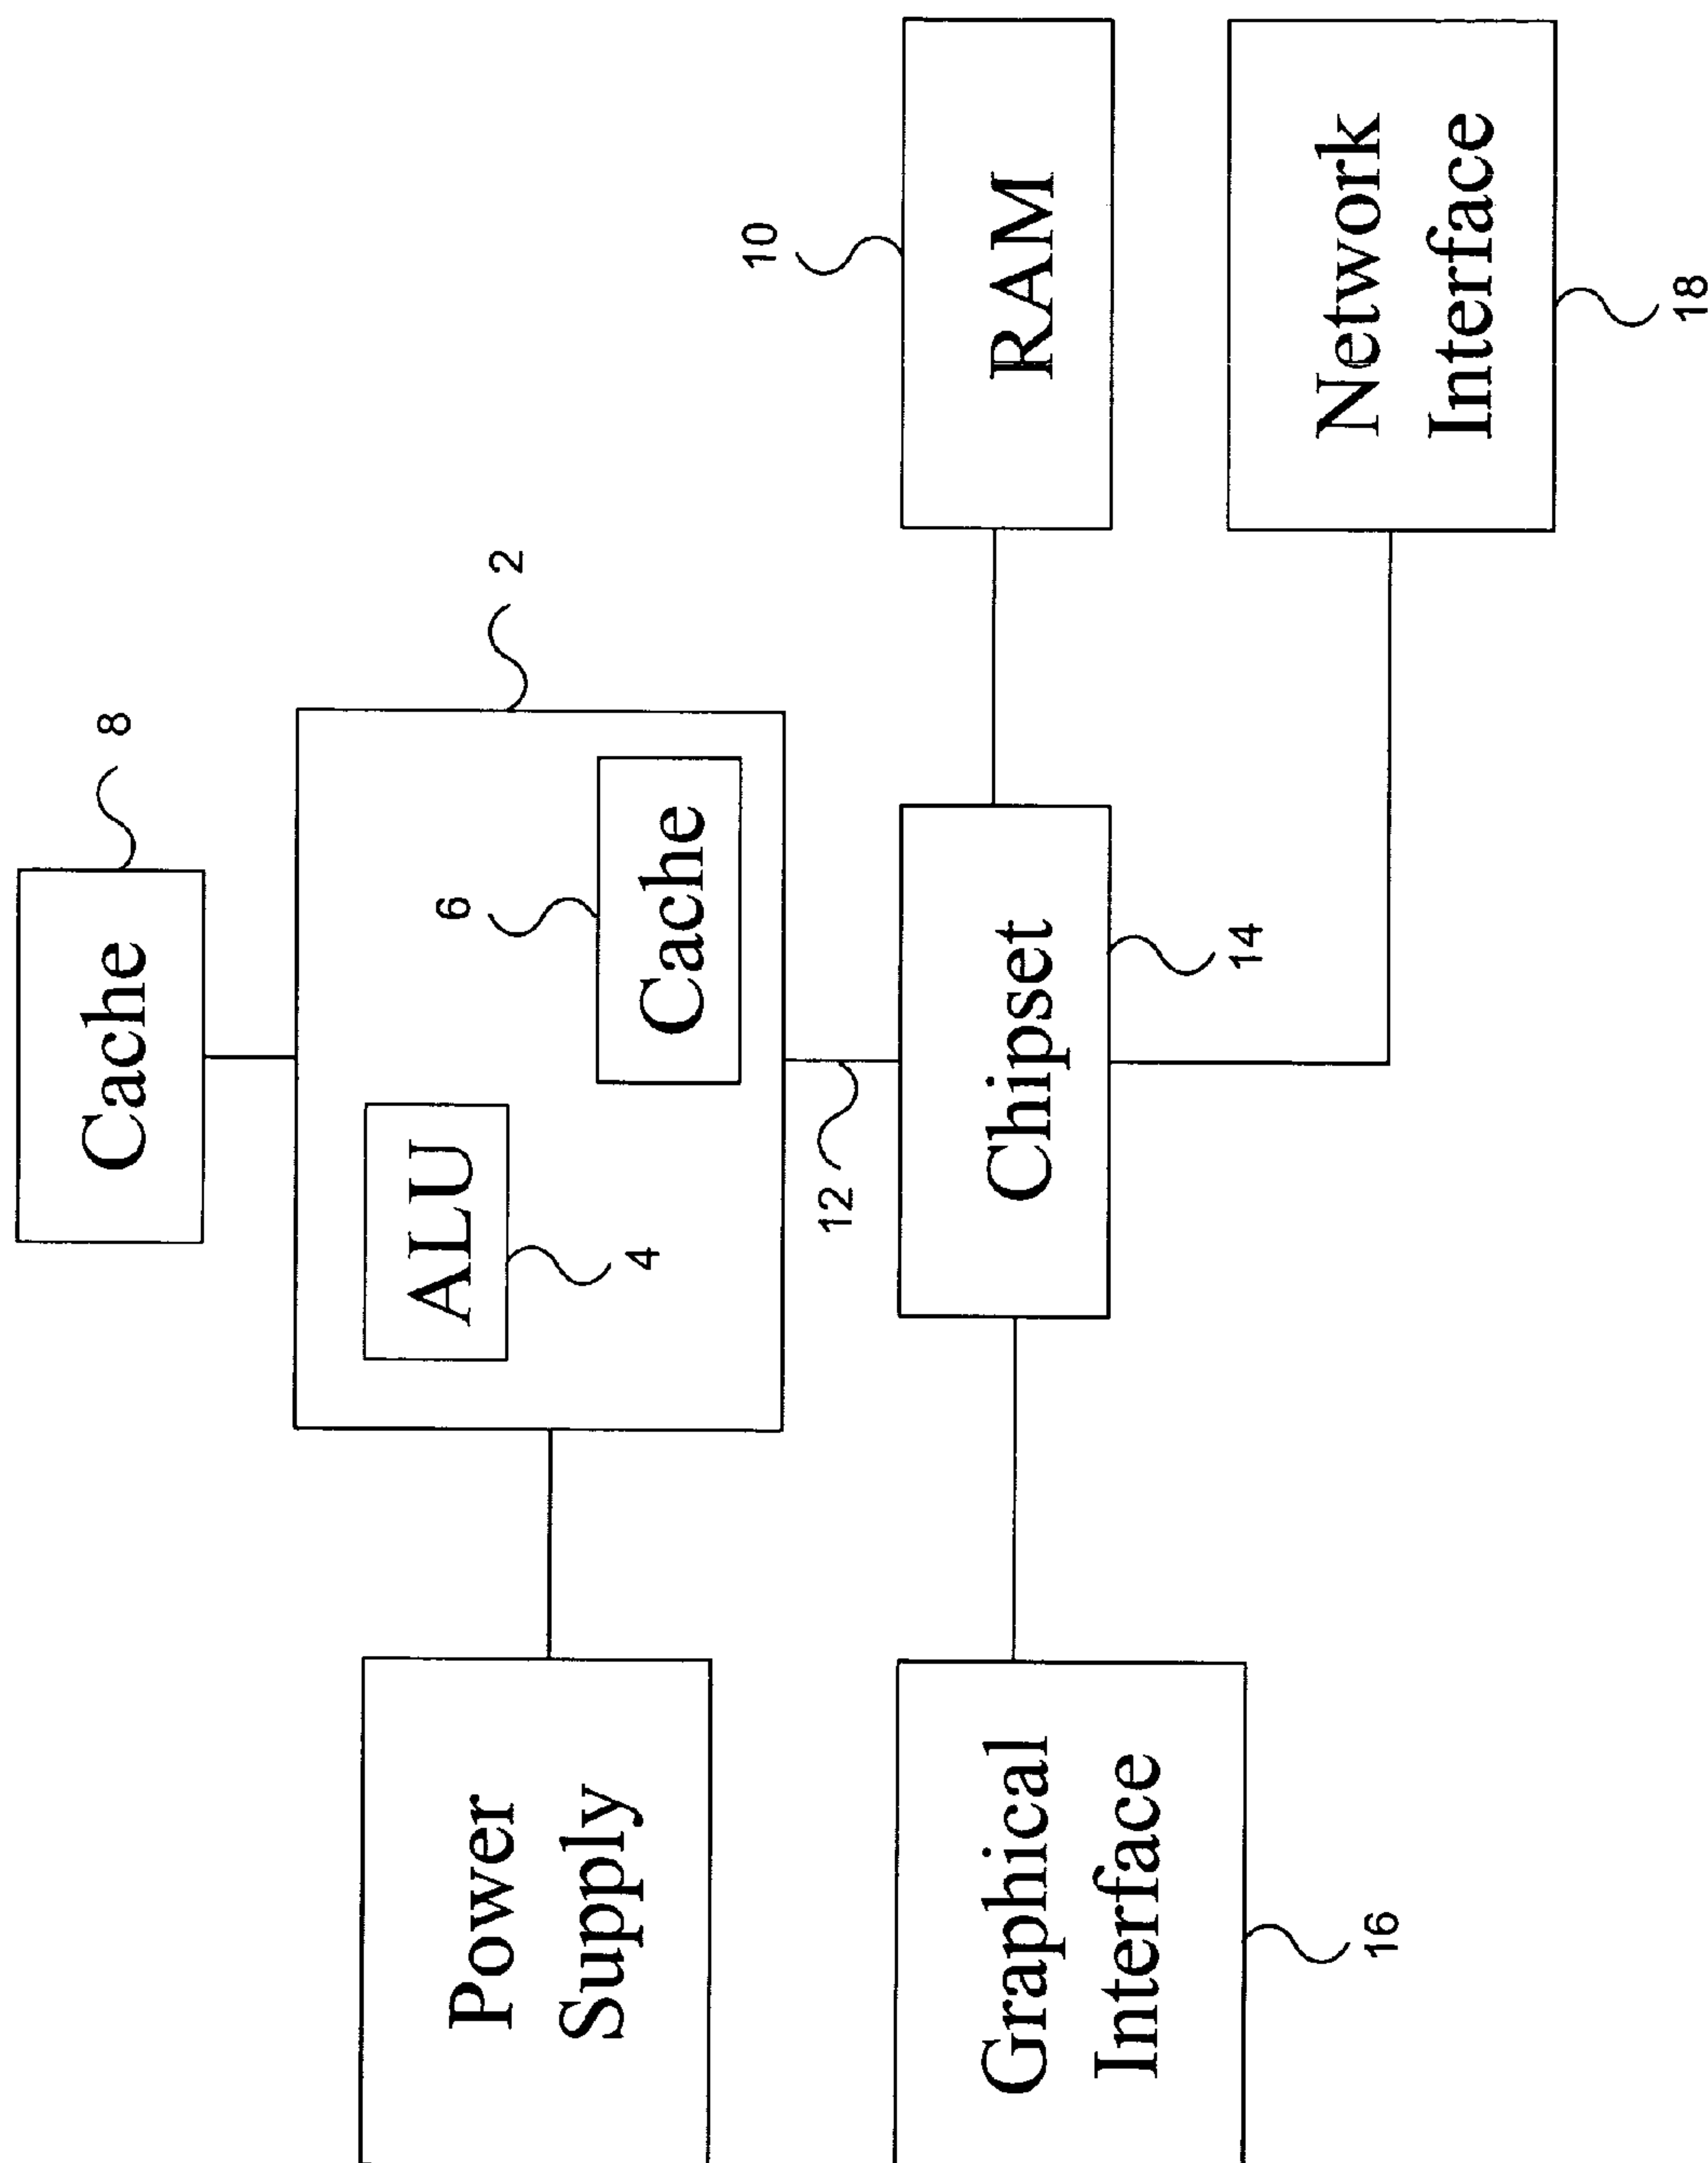 Cache
8
2
ALU
4
6
Cache
Power
Supply
12
10
Graphical
Interface
16
Chipset
14
RAM
Network
Interface
18